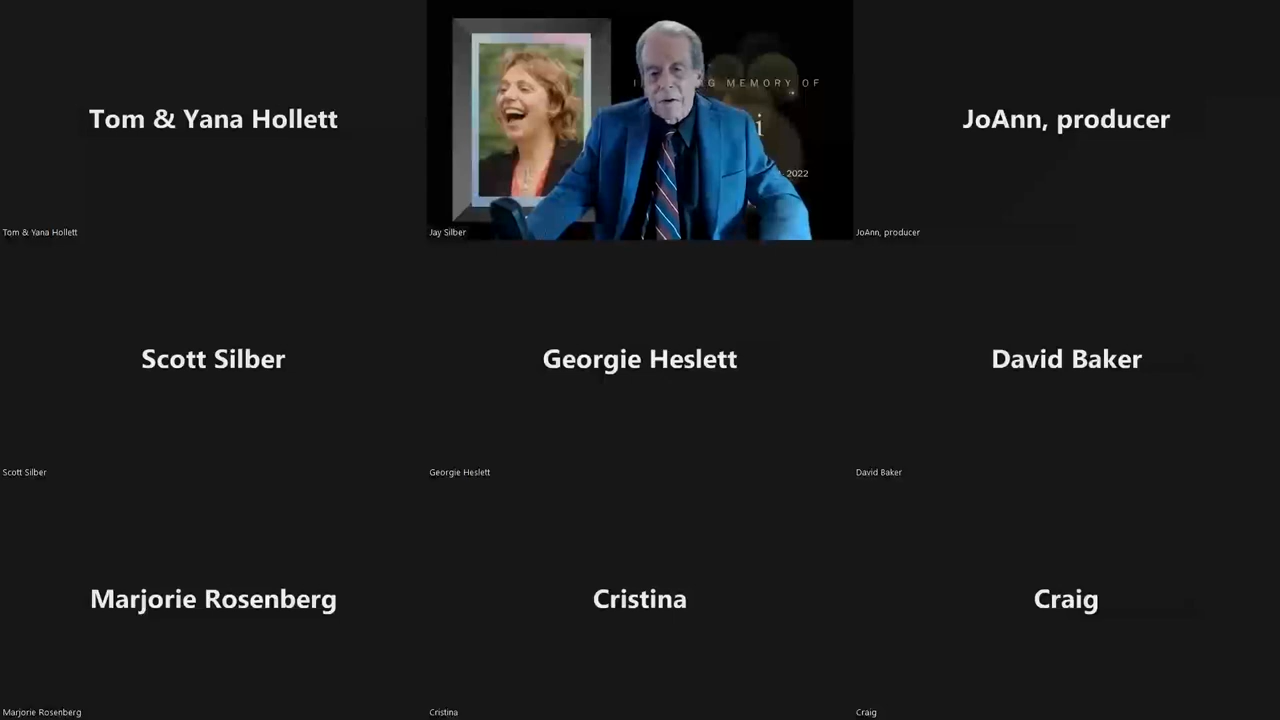 Tom & Yana Hollett
Tom & Yana Hollett
G MEMORY OF
i
2022
Jay Silber
JoAnn, producer
JoAnn, producer
Scott Silber
Scott Silber
Georgie Heslett
Georgie Heslett
David Baker
David Baker
Marjorie Rosenberg
Marjorie Rosenberg
Cristina
Cristina
Craig
Craig